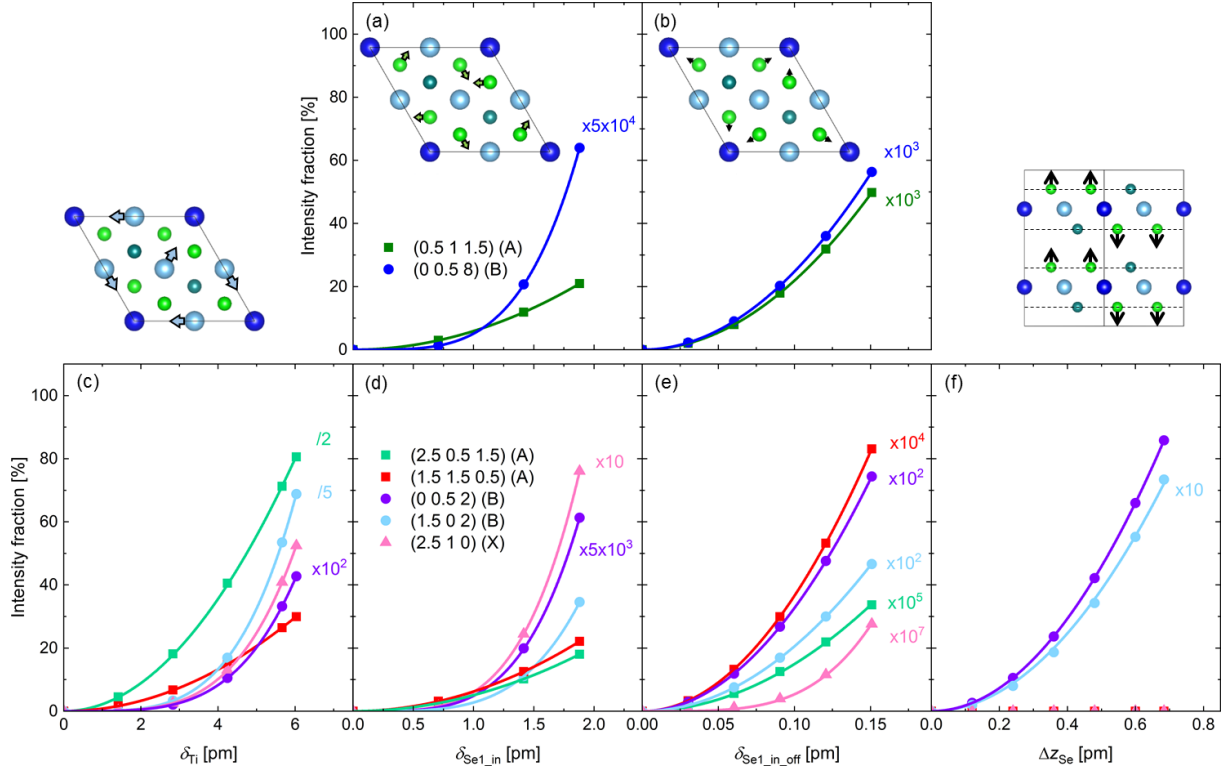 (a)
(b)
100
80
60
40
20
0
Intensity fraction [%]
x5x10⁴
x10³
x10³
(0.5 1 1.5) (A)
(0 0.5 8) (B)
(c)
(d)
(e)
(f)
100
80
60
40
20
0
Intensity fraction [%]
/2
/5
x10²
(2.5 0.5 1.5) (A)
(1.5 1.5 0.5) (A)
(0 0.5 2) (B)
(1.5 0 2) (B)
(2.5 1 0) (X)
x10
x5x10³
x10⁴
x10²
x10²
x10⁵
x10⁷
x10
0 2 4 6
0.0 0.5 1.0 1.5 2.0
0.00 0.05 0.10 0.15
0.0 0.2 0.4 0.6 0.8
δTi [pm]
δSe1_in [pm]
δSe1_in_off [pm]
ΔzSe [pm]